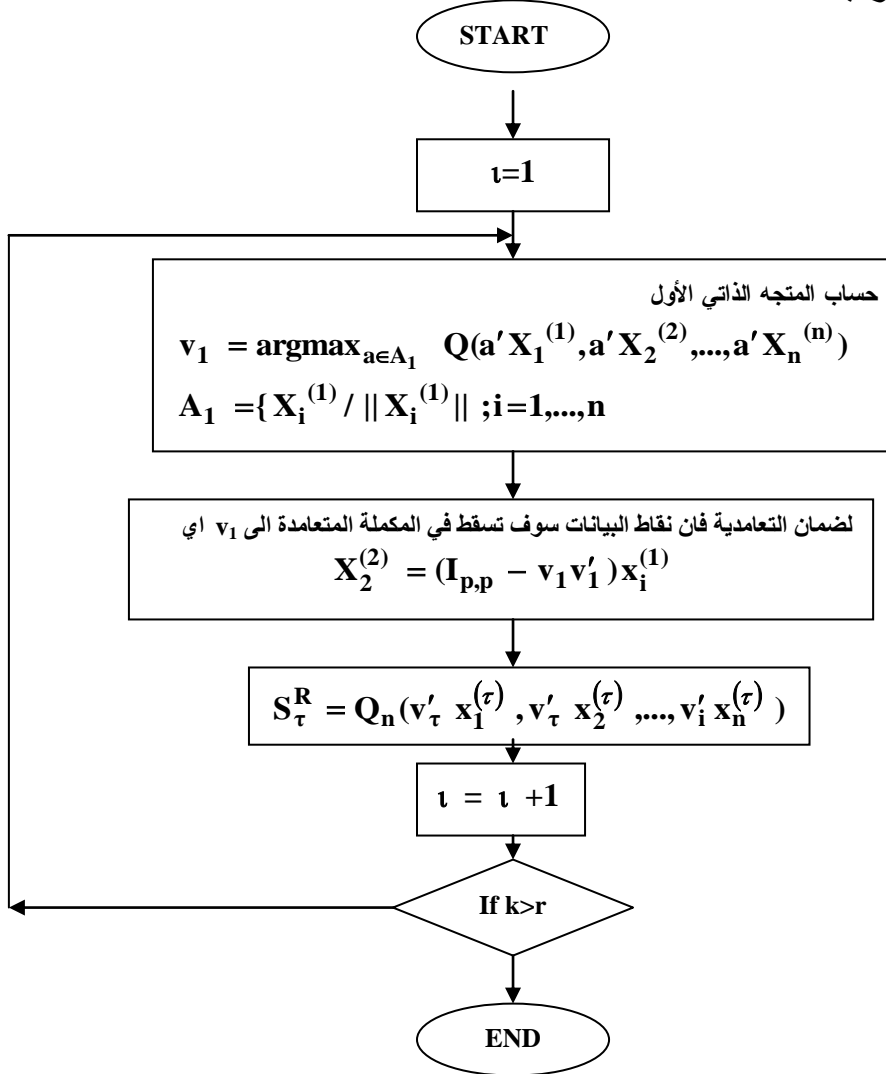 START
ι=1
حساب المتجه الذاتي الأول
v₁ = argmax_{a∈A₁} Q(a′X₁⁽¹⁾,a′X₂⁽²⁾,...,a′Xₙ⁽ⁿ⁾)
A₁ ={Xᵢ⁽¹⁾ / || Xᵢ⁽¹⁾|| ;i=1,...,n
لضمان التعامدية فان نقاط البيانات سوف تسقط في المكملة المتعامدة الى v₁ اي
X₂⁽²⁾ = (I_{p,p} − v₁v′₁)xᵢ⁽¹⁾
S_τ^R = Qₙ(v′_τ x₁^(τ) ,v′_τ x₂^(τ) ,...,v′ᵢ xₙ^(τ) )
ι = ι +1
If k>r
END